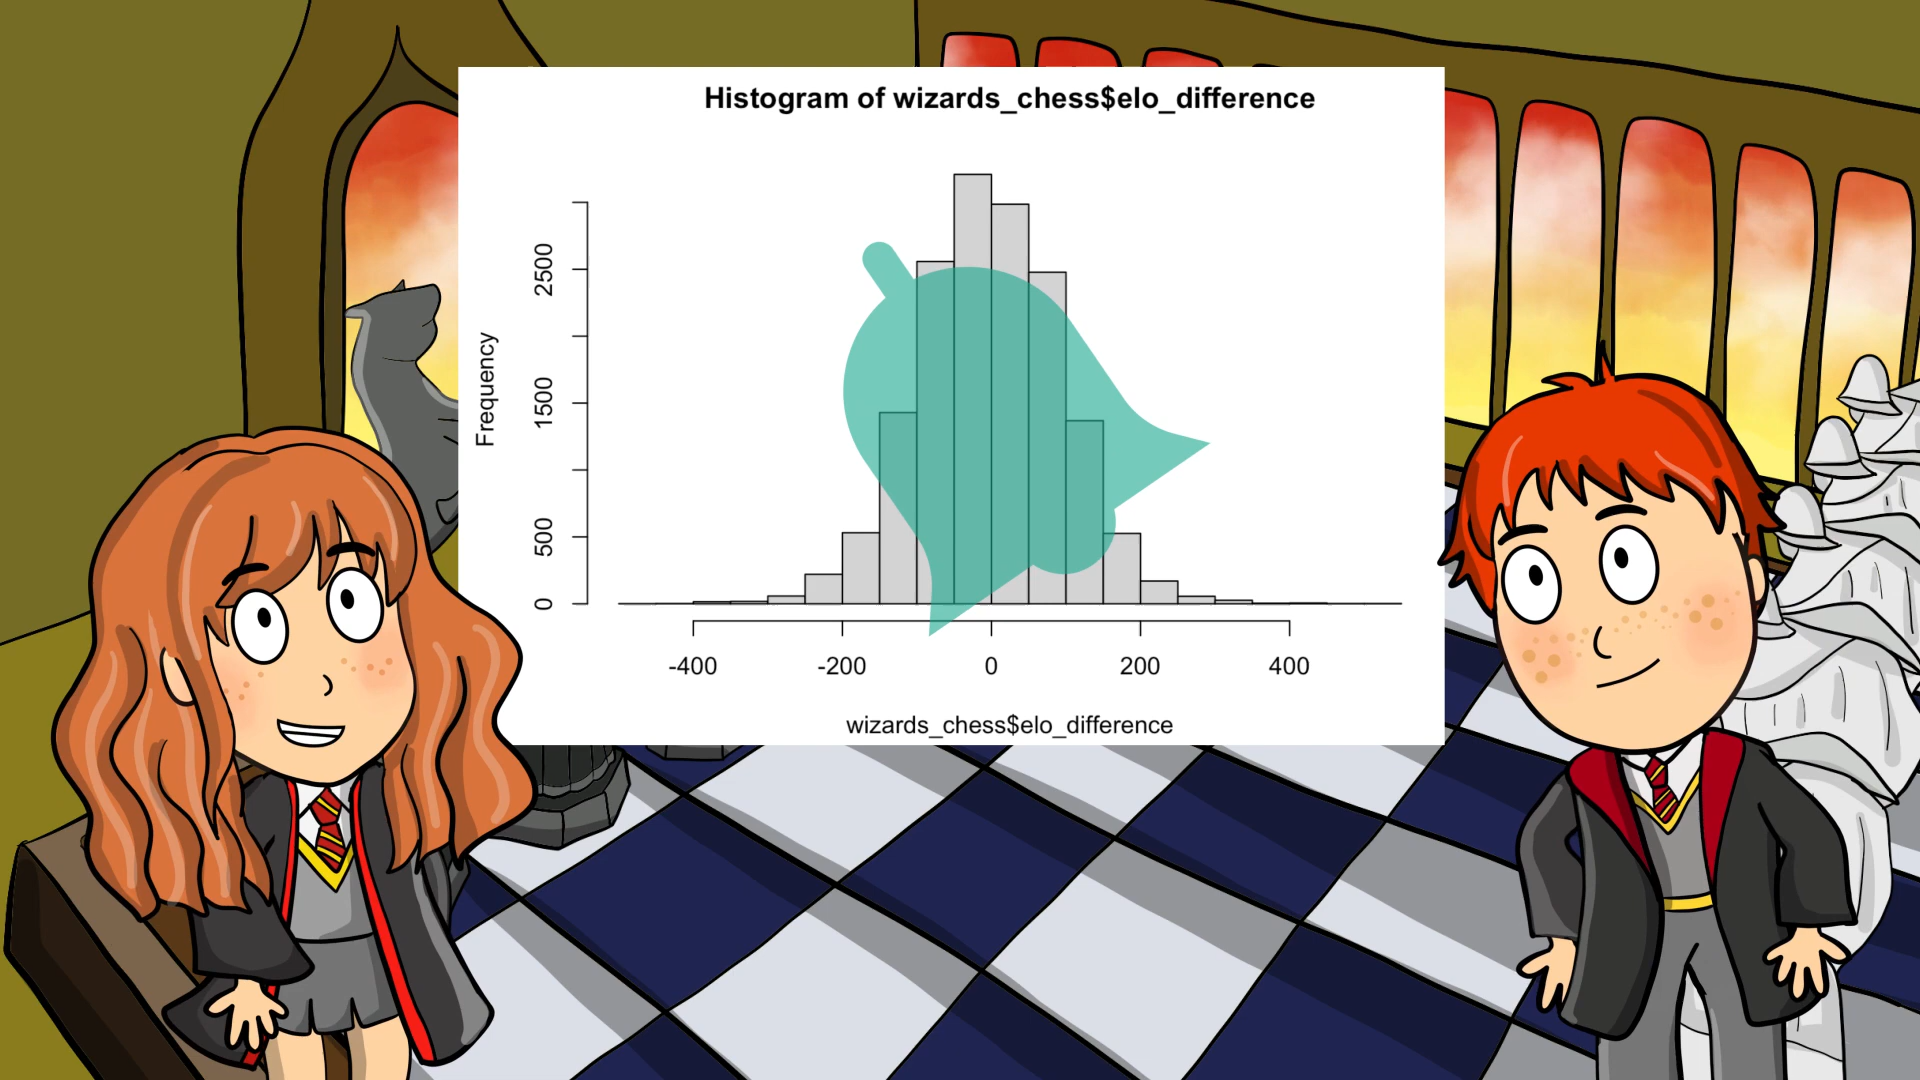 Histogram of wizards_chess$elo_difference
Frequency
2500
1500
500
0
-400 -200 0 200 400
wizards_chess$elo_difference